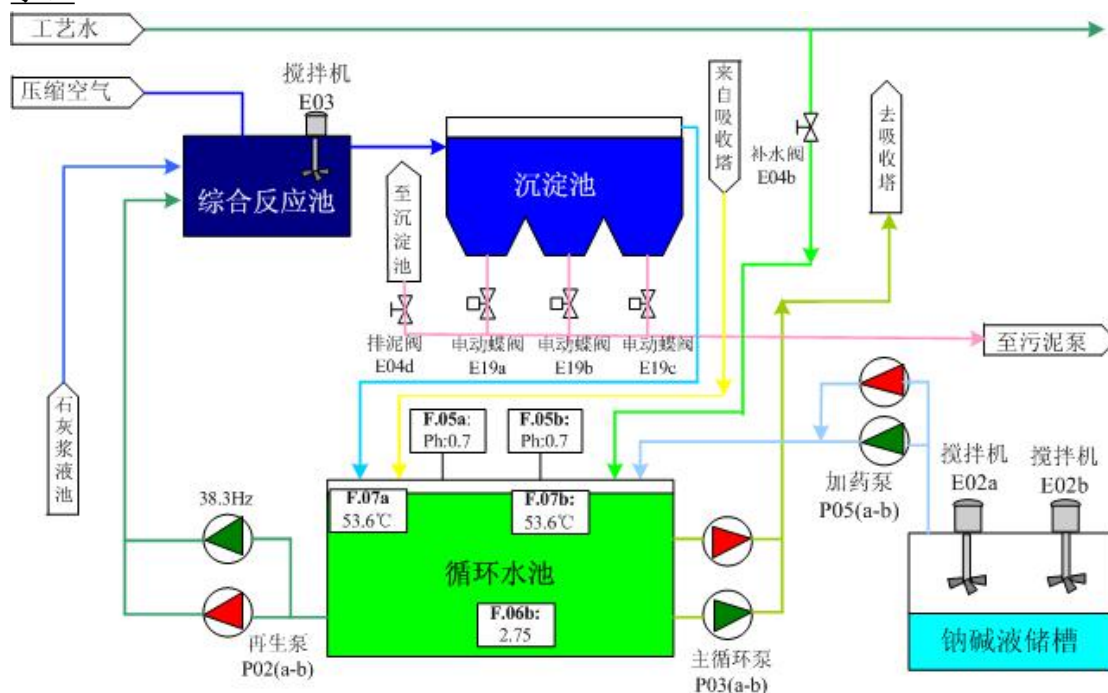 工艺水
压缩空气
搅拌机
E03
综合反应池
沉淀池
至沉淀池
来自吸收塔
补水阀
E04b
去吸收塔
排泥阀
E04d
电动蝶阀
E19a
电动蝶阀
E19b
电动蝶阀
E19c
至污泥泵
石灰浆液池
F.05a:
Ph:0.7
F.05b:
Ph:0.7
加药泵
P05(a-b)
搅拌机
E02a
搅拌机
E02b
38.3Hz
F.07a
53.6℃
F.07b:
53.6℃
循环水池
F.06b:
2.75
再生泵
P02(a-b)
主循环泵
P03(a-b)
钠碱液储槽